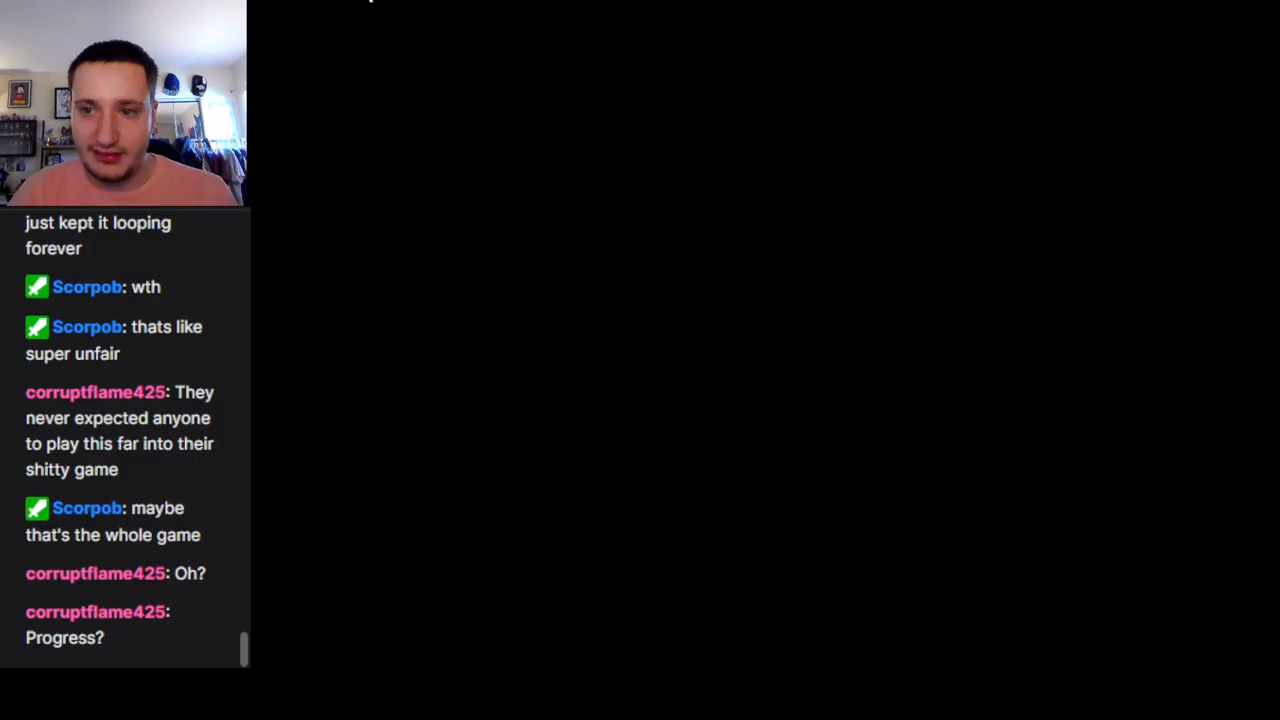 just kept it looping
forever
Scorpob: wth
Scorpob: thats like
super unfair
corruptflame425: They
never expected anyone
to play this far into their
shitty game
Scorpob: maybe
that's the whole game
corruptflame425: Oh?
corruptflame425:
Progress?